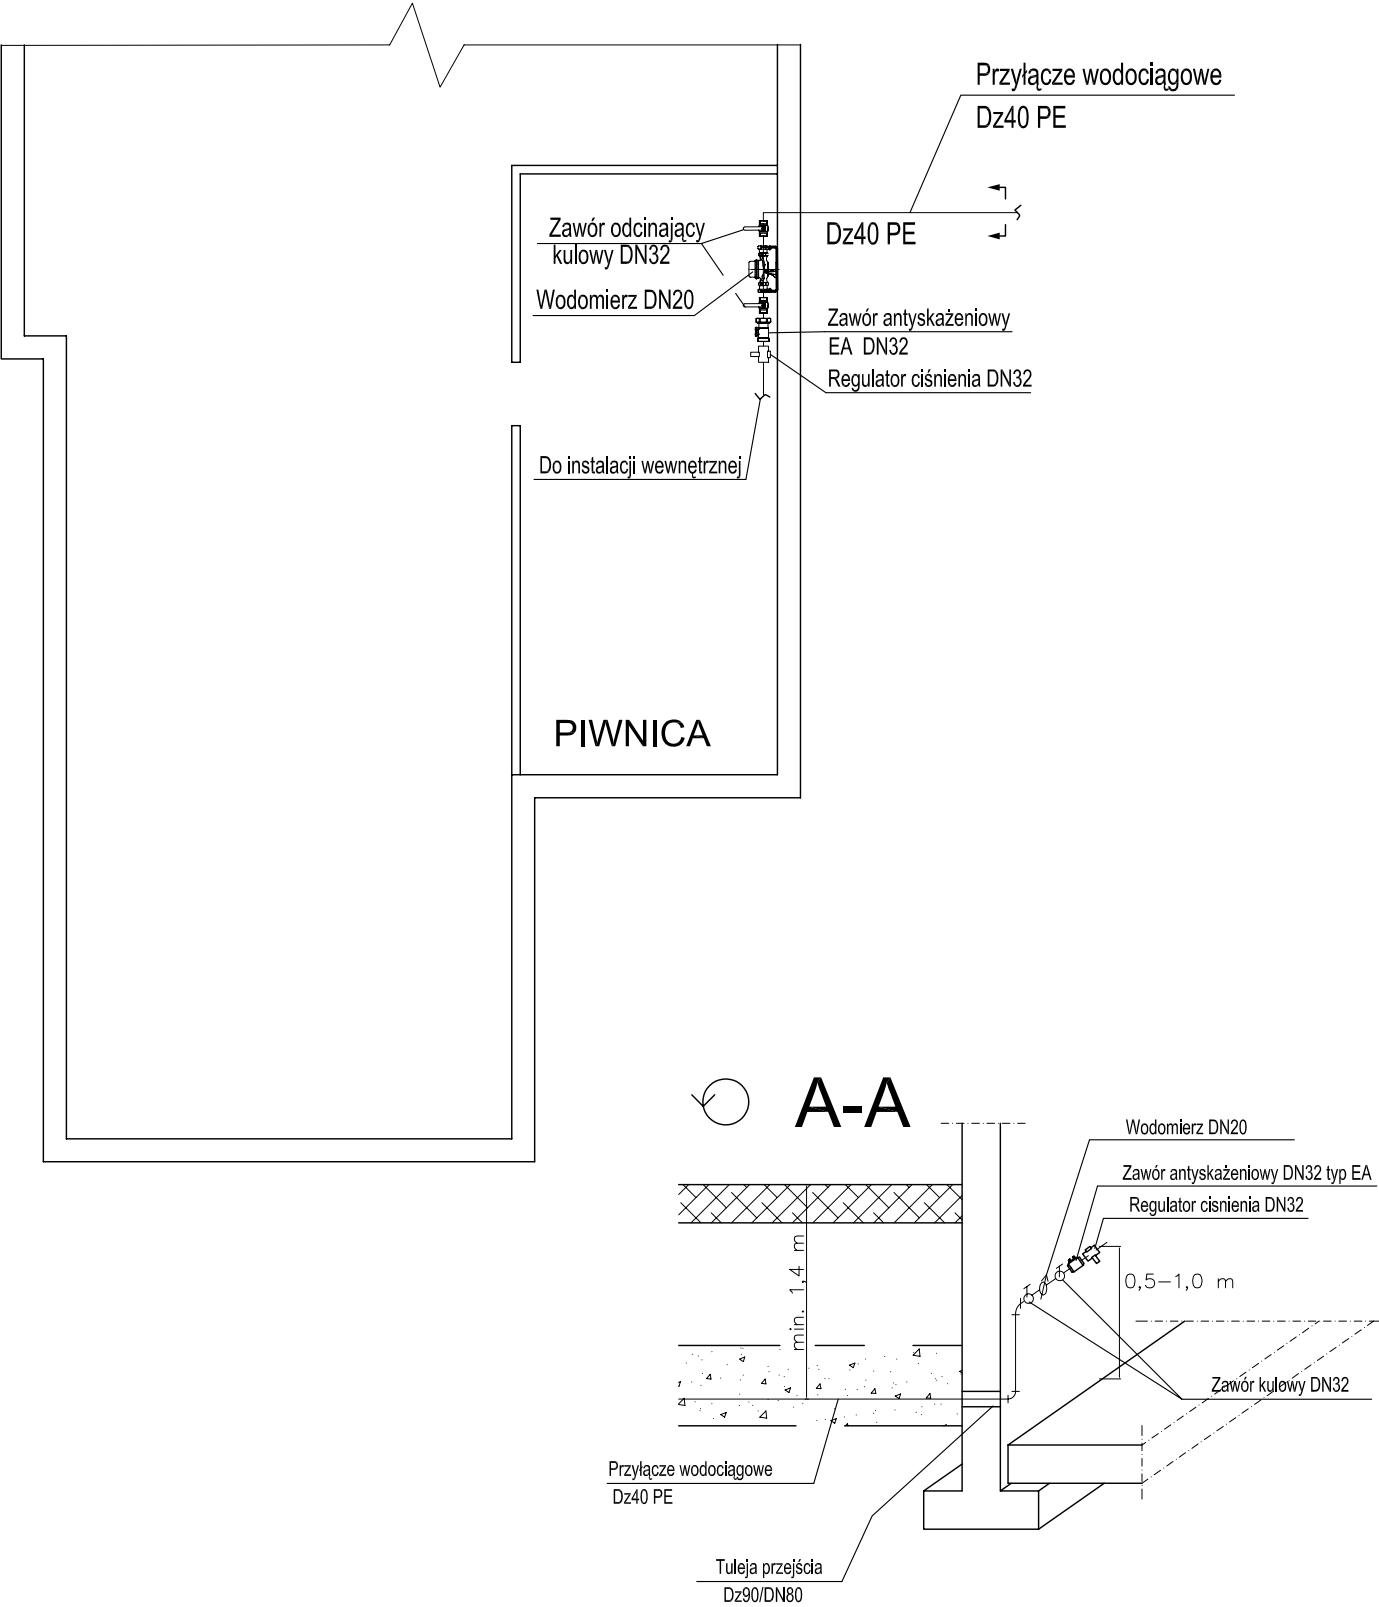 Przyłącze wodociągowe
Dz40 PE
Zawór odcinający
kulowy DN32
Dz40 PE
Wodomierz DN20
Zawór antyskażeniowy
EA DN32
Regulator ciśnienia DN32
Do instalacji wewnętrznej
PIWNICA
A-A
Wodomierz DN20
Zawór antyskażeniowy DN32 typ EA
Regulator cisnienia DN32
min. 1,4 m
0,5-1,0 m
Zawór kulowy DN32
Przyłącze wodociągowe
Dz40 PE
Tuleja przejścia
Dz90/DN80